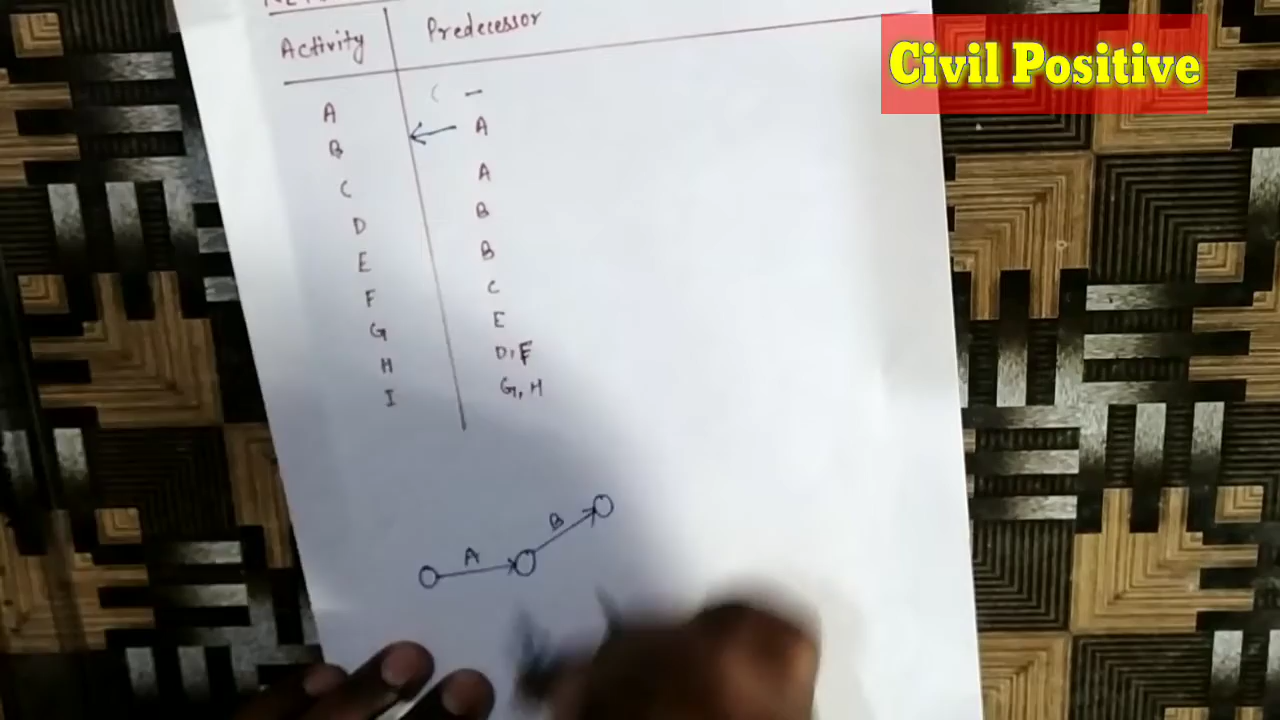 Civil Positive
Activity Predecessor
A –
B A
C A
D B
E B
F C
G E
H D, F
I G, H
A
B